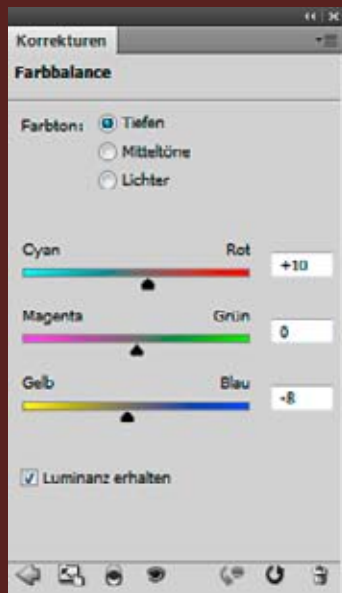 Korrekturen
Farbbalance
Farbton: Tiefen
Mitteltöne
Lichter
Cyan Rot +10
Magenta Grün 0
Gelb Blau -8
Luminanz erhalten